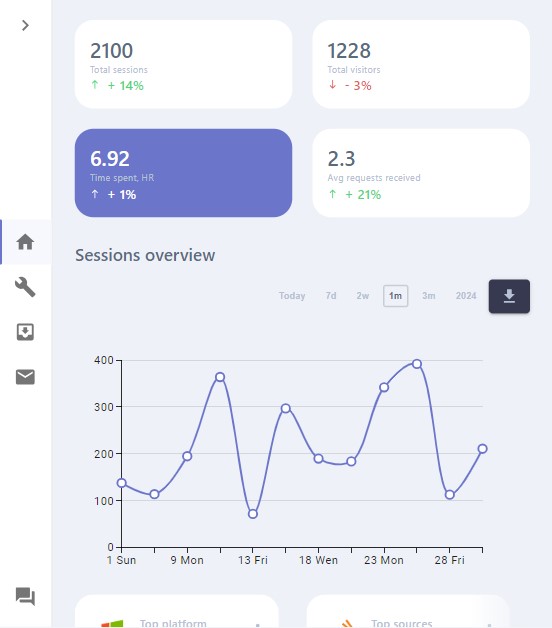 2100
Total sessions
↑ + 14%
1228
Total visitors
↓ - 3%
6.92
Time spent, HR
↑ + 1%
2.3
Avg requests received
↑ + 21%
Sessions overview
Today 7d 2w 1m 3m 2024
400
300
200
100
0
1 Sun 9 Mon 13 Fri 18 Wen 23 Mon 28 Fri
Top platform
Top sources